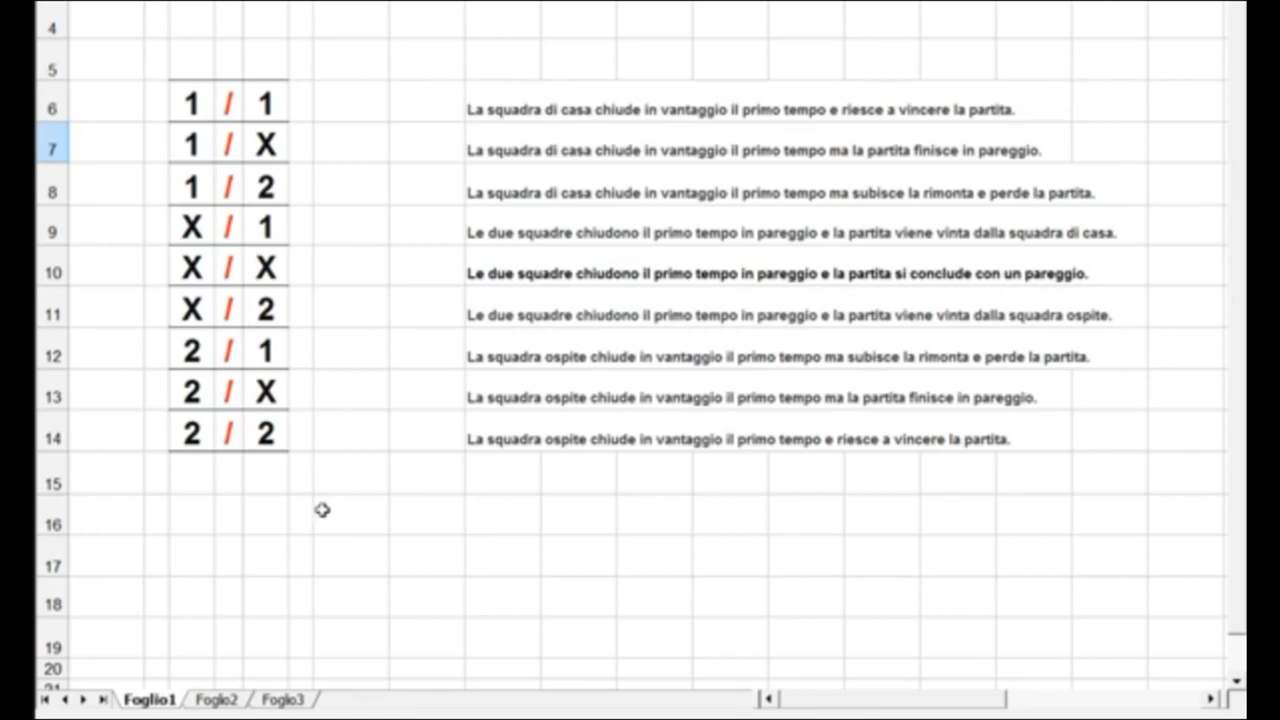 4
5
6 1 / 1 La squadra di casa chiude in vantaggio il primo tempo e riesce a vincere la partita.
7 1 / X La squadra di casa chiude in vantaggio il primo tempo ma la partita finisce in pareggio.
8 1 / 2 La squadra di casa chiude in vantaggio il primo tempo ma subisce la rimonta e perde la partita.
9 X / 1 Le due squadre chiudono il primo tempo in pareggio e la partita viene vinta dalla squadra di casa.
10 X / X Le due squadre chiudono il primo tempo in pareggio e la partita si conclude con un pareggio.
11 X / 2 Le due squadre chiudono il primo tempo in pareggio e la partita viene vinta dalla squadra ospite.
12 2 / 1 La squadra ospite chiude in vantaggio il primo tempo ma subisce la rimonta e perde la partita.
13 2 / X La squadra ospite chiude in vantaggio il primo tempo ma la partita finisce in pareggio.
14 2 / 2 La squadra ospite chiude in vantaggio il primo tempo e riesce a vincere la partita.
15
16
17
18
19
20
21
Foglio1 Foglo2 Foglo3